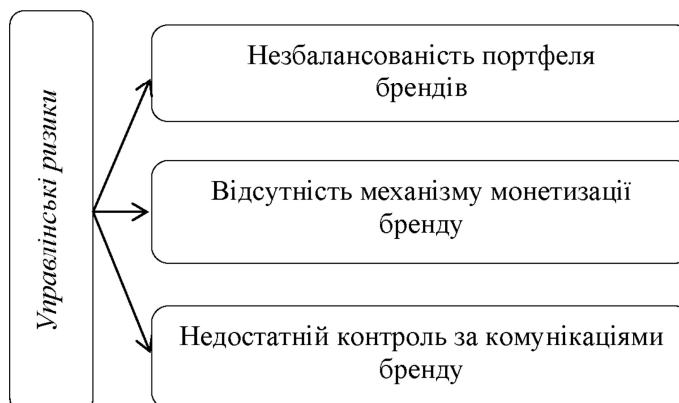 Управлінські ризики
Незбалансованість портфеля
брендів
Відсутність механізму монетизації
бренду
Недостатній контроль за комунікаціями
бренду